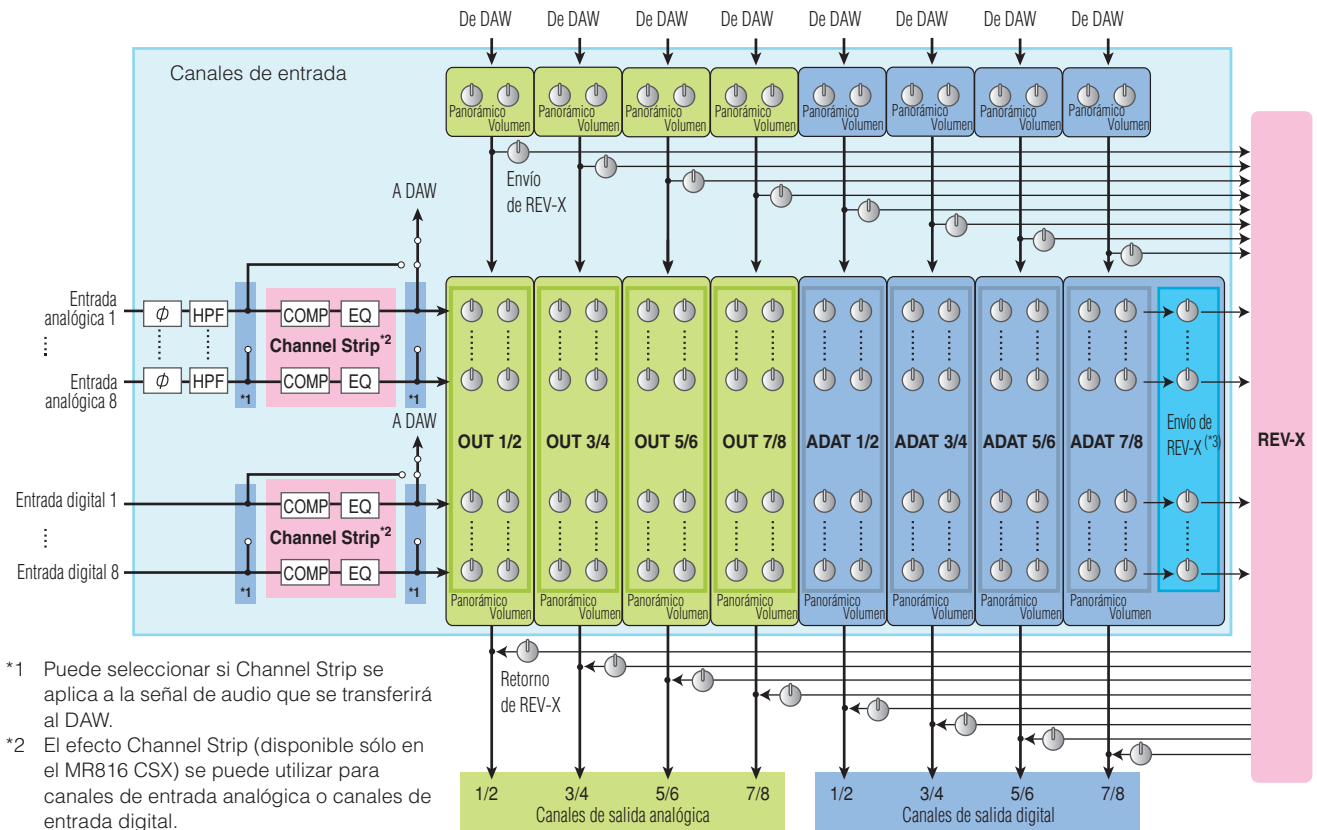 De DAW De DAW De DAW De DAW De DAW De DAW De DAW De DAW
Canales de entrada
Panorámico Panorámico Panorámico Panorámico Panorámico Panorámico Panorámico Panorámico
Volumen Volumen Volumen Volumen Volumen Volumen Volumen Volumen
Envío
de REV-X
A DAW
Entrada
analógica 1
Φ HPF COMP EQ
Channel Strip*2
Entrada
analógica 8
Φ HPF COMP EQ
*1 *1
A DAW
OUT 1/2 OUT 3/4 OUT 5/6 OUT 7/8 ADAT 1/2 ADAT 3/4 ADAT 5/6 ADAT 7/8
Envío de
REV-X (*3)
REV-X
Entrada digital 1
COMP EQ
Channel Strip*2
Entrada digital 8
COMP EQ
*1 *1
Panorámico Panorámico Panorámico Panorámico Panorámico Panorámico Panorámico Panorámico
Volumen Volumen Volumen Volumen Volumen Volumen Volumen Volumen
Retorno
de REV-X
*1 Puede seleccionar si Channel Strip se
aplica a la señal de audio que se transferirá
al DAW.
*2 El efecto Channel Strip (disponible sólo en
el MR816 CSX) se puede utilizar para
canales de entrada analógica o canales de
entrada digital.
1/2 3/4 5/6 7/8 1/2 3/4 5/6 7/8
Canales de salida analógica Canales de salida digital